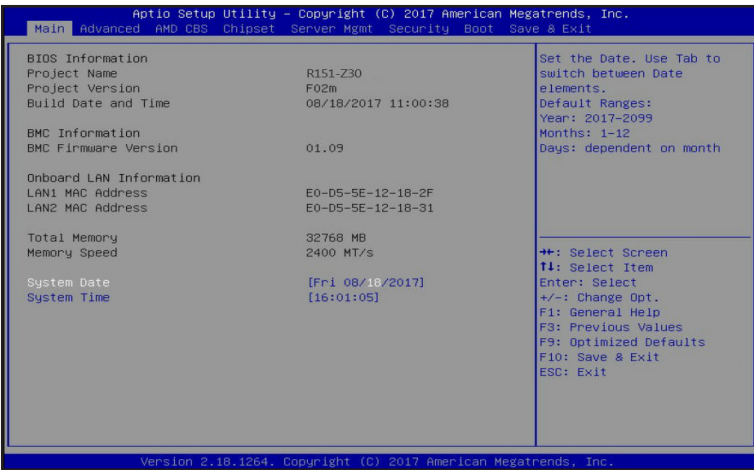 Aptio Setup Utility – Copyright (C) 2017 American Megatrends, Inc.
Main Advanced AMD CBS Chipset Server Mgmt Security Boot Save & Exit
BIOS Information
Project Name R151-Z30
Project Version F02m
Build Date and Time 08/18/2017 11:00:38
BMC Information
BMC Firmware Version 01.09
Onboard LAN Information
LAN1 MAC Address E0-D5-5E-12-18-2F
LAN2 MAC Address E0-D5-5E-12-18-31
Total Memory 32768 MB
Memory Speed 2400 MT/s
System Date [Fri 08/18/2017]
System Time [16:01:05]
Set the Date. Use Tab to
switch between Date
elements.
Default Ranges:
Year: 2017-2099
Months: 1-12
Days: dependent on month
→←: Select Screen
↑↓: Select Item
Enter: Select
+/-: Change Opt.
F1: General Help
F3: Previous Values
F9: Optimized Defaults
F10: Save & Exit
ESC: Exit
Version 2.18.1264. Copyright (C) 2017 American Megatrends, Inc.